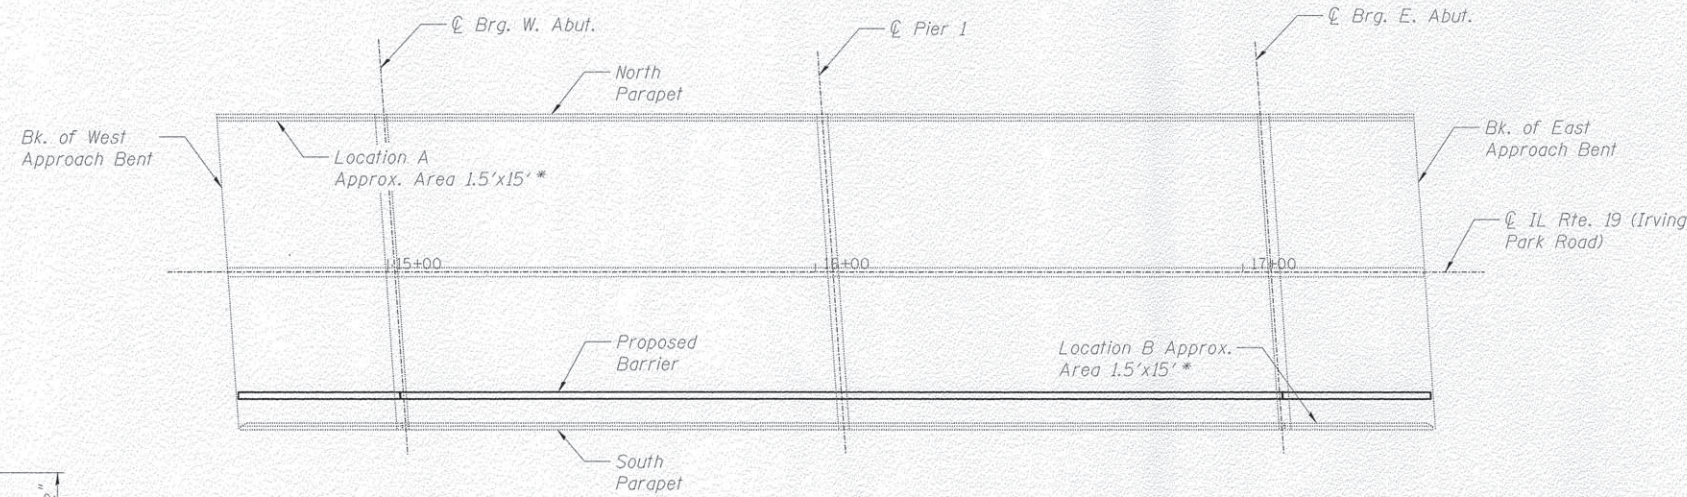 ℄ Brg. W. Abut.
℄ Pier 1
℄ Brg. E. Abut.
North
Parapet
Bk. of West
Approach Bent
Location A
Approx. Area 1.5'x15' *
Bk. of East
Approach Bent
℄ IL Rte. 19 (Irving
Park Road)
15+00
16+00
17+00
Proposed
Barrier
Location B Approx.
Area 1.5'x15' *
South
Parapet